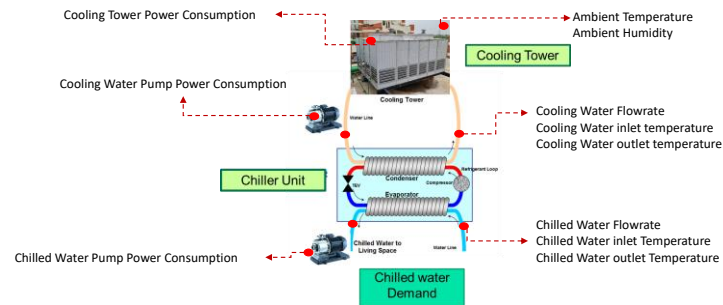 Cooling Tower Power Consumption
Ambient Temperature
Ambient Humidity
Cooling Tower
Cooling Water Pump Power Consumption
Cooling Tower
Water Line
Cooling Water Flowrate
Cooling Water inlet temperature
Cooling Water outlet temperature
Chiller Unit
Condenser
Refrigerant Loop
TEV
Compressor
Evaporator
Chilled Water to
Living Space
Water Line
Chilled Water Flowrate
Chilled Water inlet Temperature
Chilled Water outlet Temperature
Chilled Water Pump Power Consumption
Chilled water
Demand